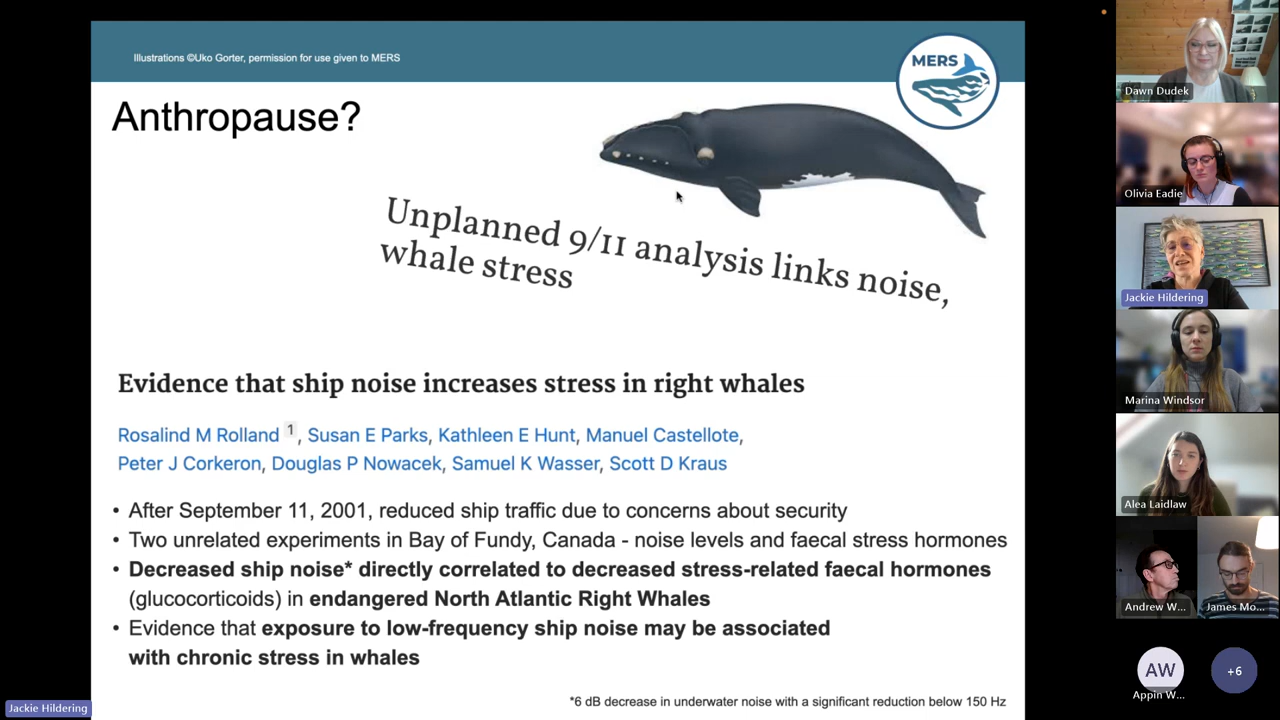 Illustrations ©Uko Gorter, permission for use given to MERS
MERS
Anthropause?
Unplanned 9/11 analysis links noise,
whale stress
Evidence that ship noise increases stress in right whales
Rosalind M Rolland 1, Susan E Parks, Kathleen E Hunt, Manuel Castellote,
Peter J Corkeron, Douglas P Nowacek, Samuel K Wasser, Scott D Kraus
• After September 11, 2001, reduced ship traffic due to concerns about security
• Two unrelated experiments in Bay of Fundy, Canada - noise levels and faecal stress hormones
• Decreased ship noise* directly correlated to decreased stress-related faecal hormones
(glucocorticoids) in endangered North Atlantic Right Whales
• Evidence that exposure to low-frequency ship noise may be associated
with chronic stress in whales
*6 dB decrease in underwater noise with a significant reduction below 150 Hz
Jackie Hildering
Dawn Dudek
Olivia Eadie
Jackie Hildering
Marina Windsor
Alea Laidlaw
Andrew W...
James Mo...
AW
Appin W...
+6